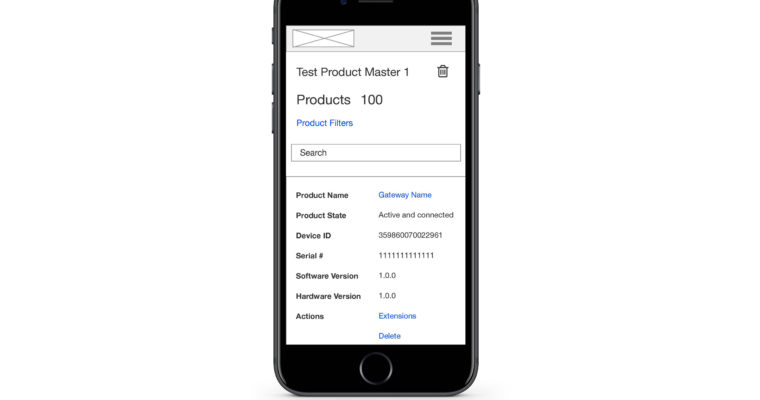 Test Product Master 1
Products 100
Product Filters
Search
Product Name Gateway Name
Product State Active and connected
Device ID 359860070022961
Serial # 1111111111111
Software Version 1.0.0
Hardware Version 1.0.0
Actions Extensions
Delete